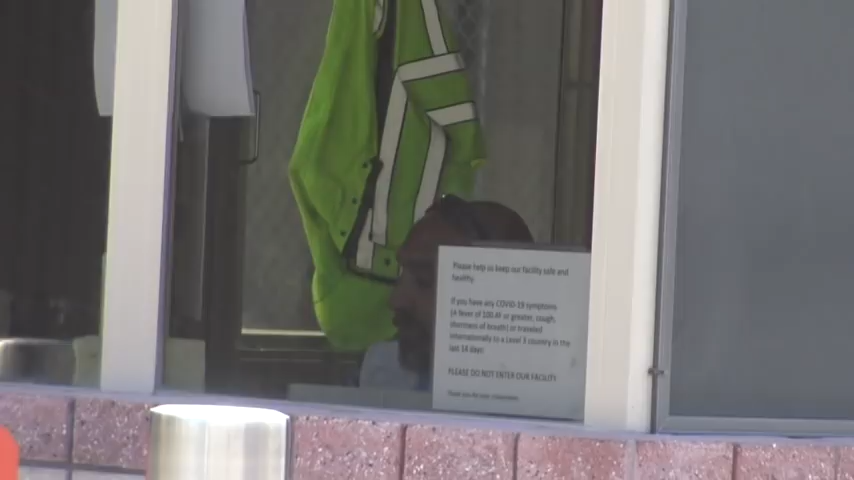 Please help us keep our facility safe and
healthy.
If you have any COVID-19 symptoms
(A fever of 100.4F or greater, cough,
shortness of breath) or traveled
internationally to a Level 3 country in the
last 14 days:
PLEASE DO NOT ENTER OUR FACILITY